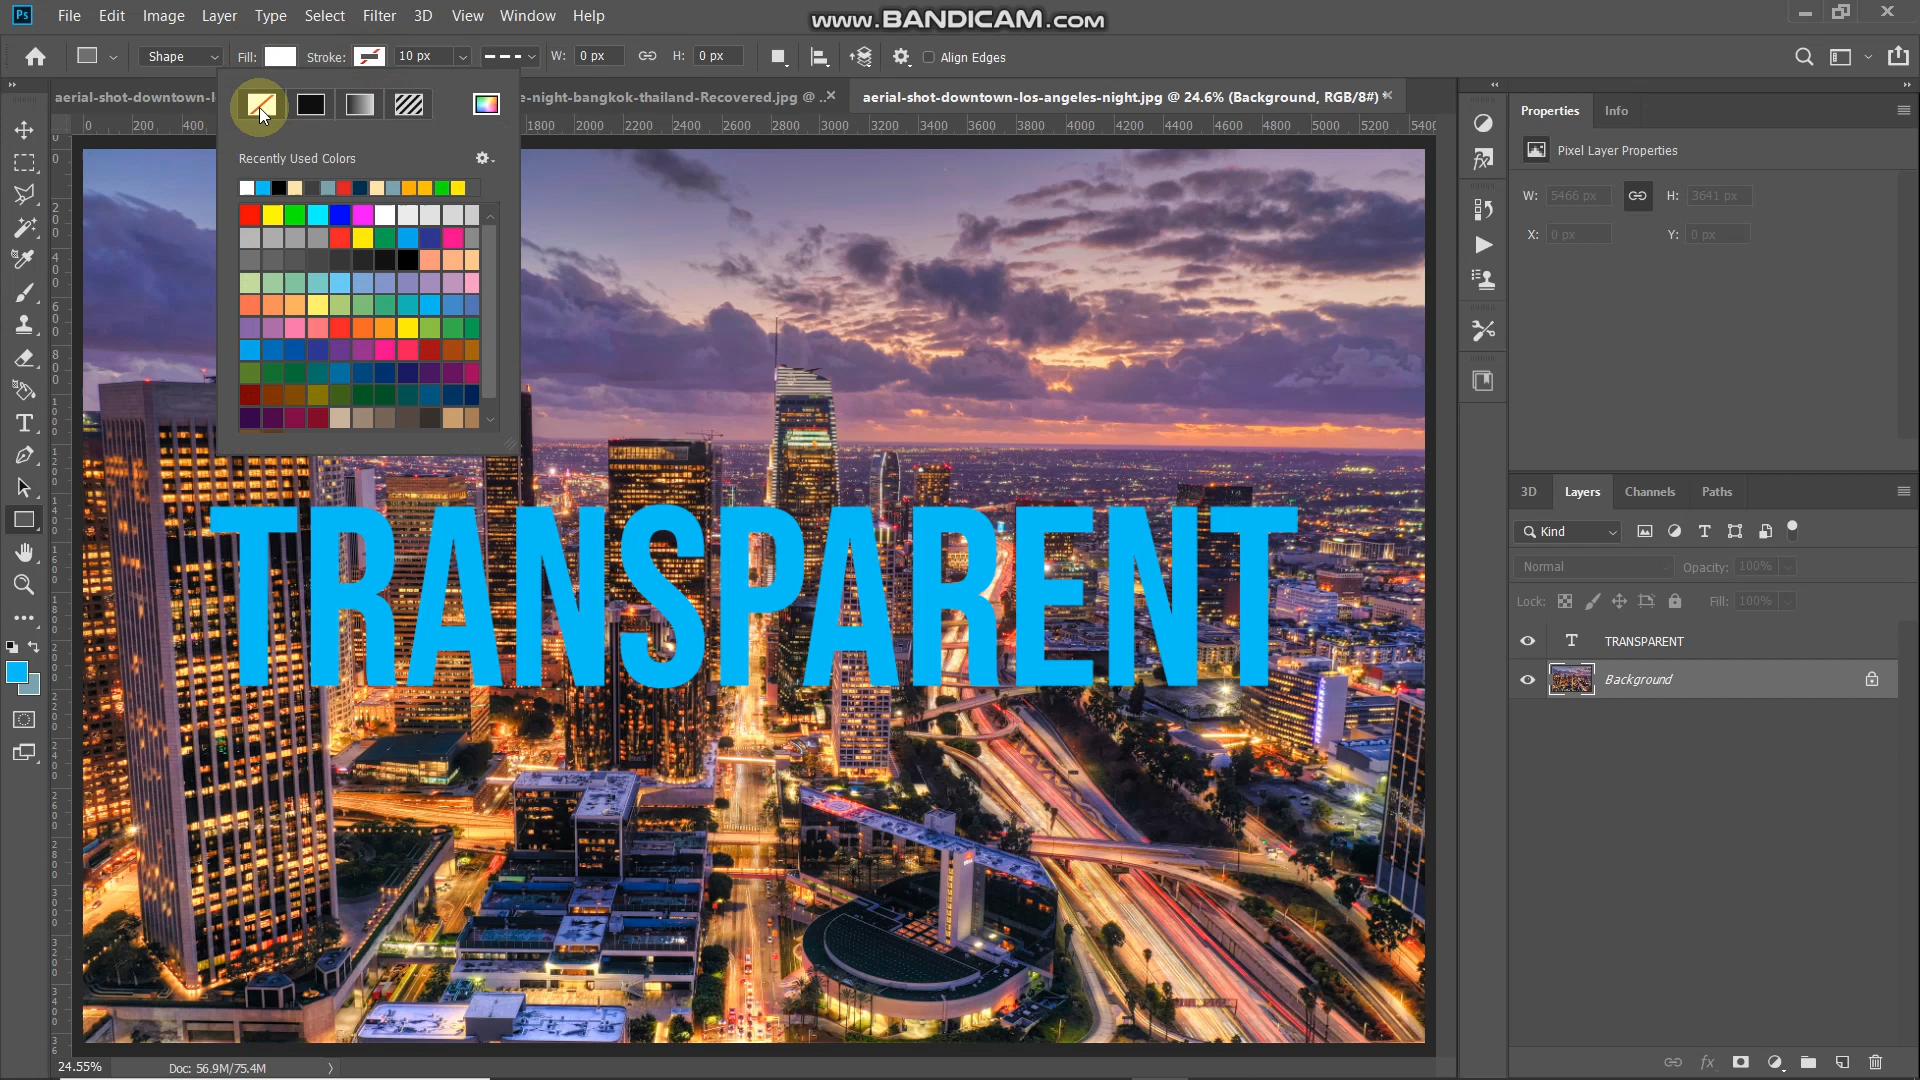 Ps File Edit Image Layer Type Select Filter 3D View Window Help
www.BANDICAM.com
Shape Fill: Stroke: 10 px W: 0 px H: 0 px Align Edges
aerial-shot-downtown-l
e-night-bangkok-thailand-Recovered.jpg @ ..
aerial-shot-downtown-los-angeles-night.jpg @ 24.6% (Background, RGB/8#) *
0 200 400 1800 2000 2200 2400 2600 2800 3000 3200 3400 3600 3800 4000 4200 4400 4600 4800 5000 5200 5400
Recently Used Colors
TRANSPARENT
Properties Info
Pixel Layer Properties
W: 5466 px H: 3641 px
X: 0 px Y: 0 px
3D Layers Channels Paths
Kind
Normal Opacity: 100%
Lock: Fill: 100%
TRANSPARENT
Background
24.55% Doc: 56.9M/75.4M